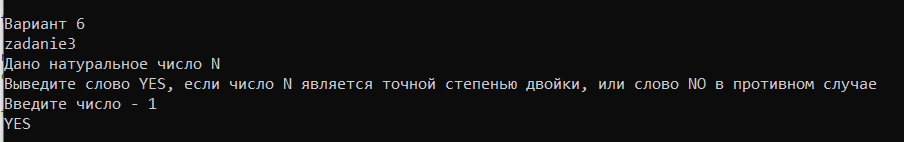 Вариант 6
zadanie3
Дано натуральное число N
Выведите слово YES, если число N является точной степенью двойки, или слово NO в противном случае
Введите число - 1
YES